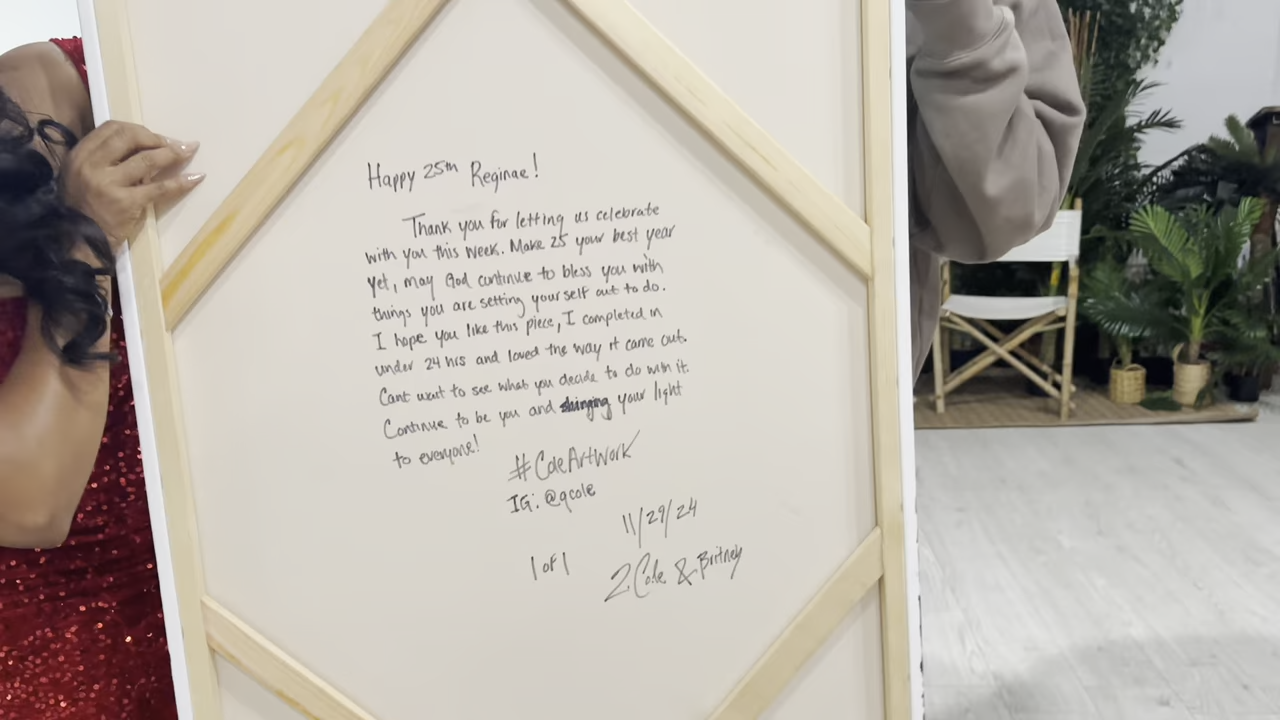 Happy 25th Reginae!
Thank you for letting us celebrate
with you this week. Make 25 your best year
yet, may God continue to bless you with
things you are setting yourself out to do.
I hope you like this piece, I completed in
under 24 hrs and loved the way it came out.
Cant wait to see what you decide to do with it.
Continue to be you and shinging your light
to everyone!
#ColeArtWork
IG: @qcole
11/29/24
1 of 1
2Cole & Britney